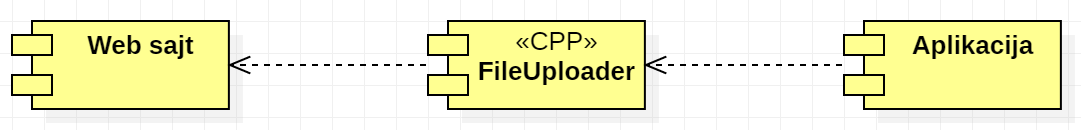 Web sajt
«CPP»
FileUploader
Aplikacija